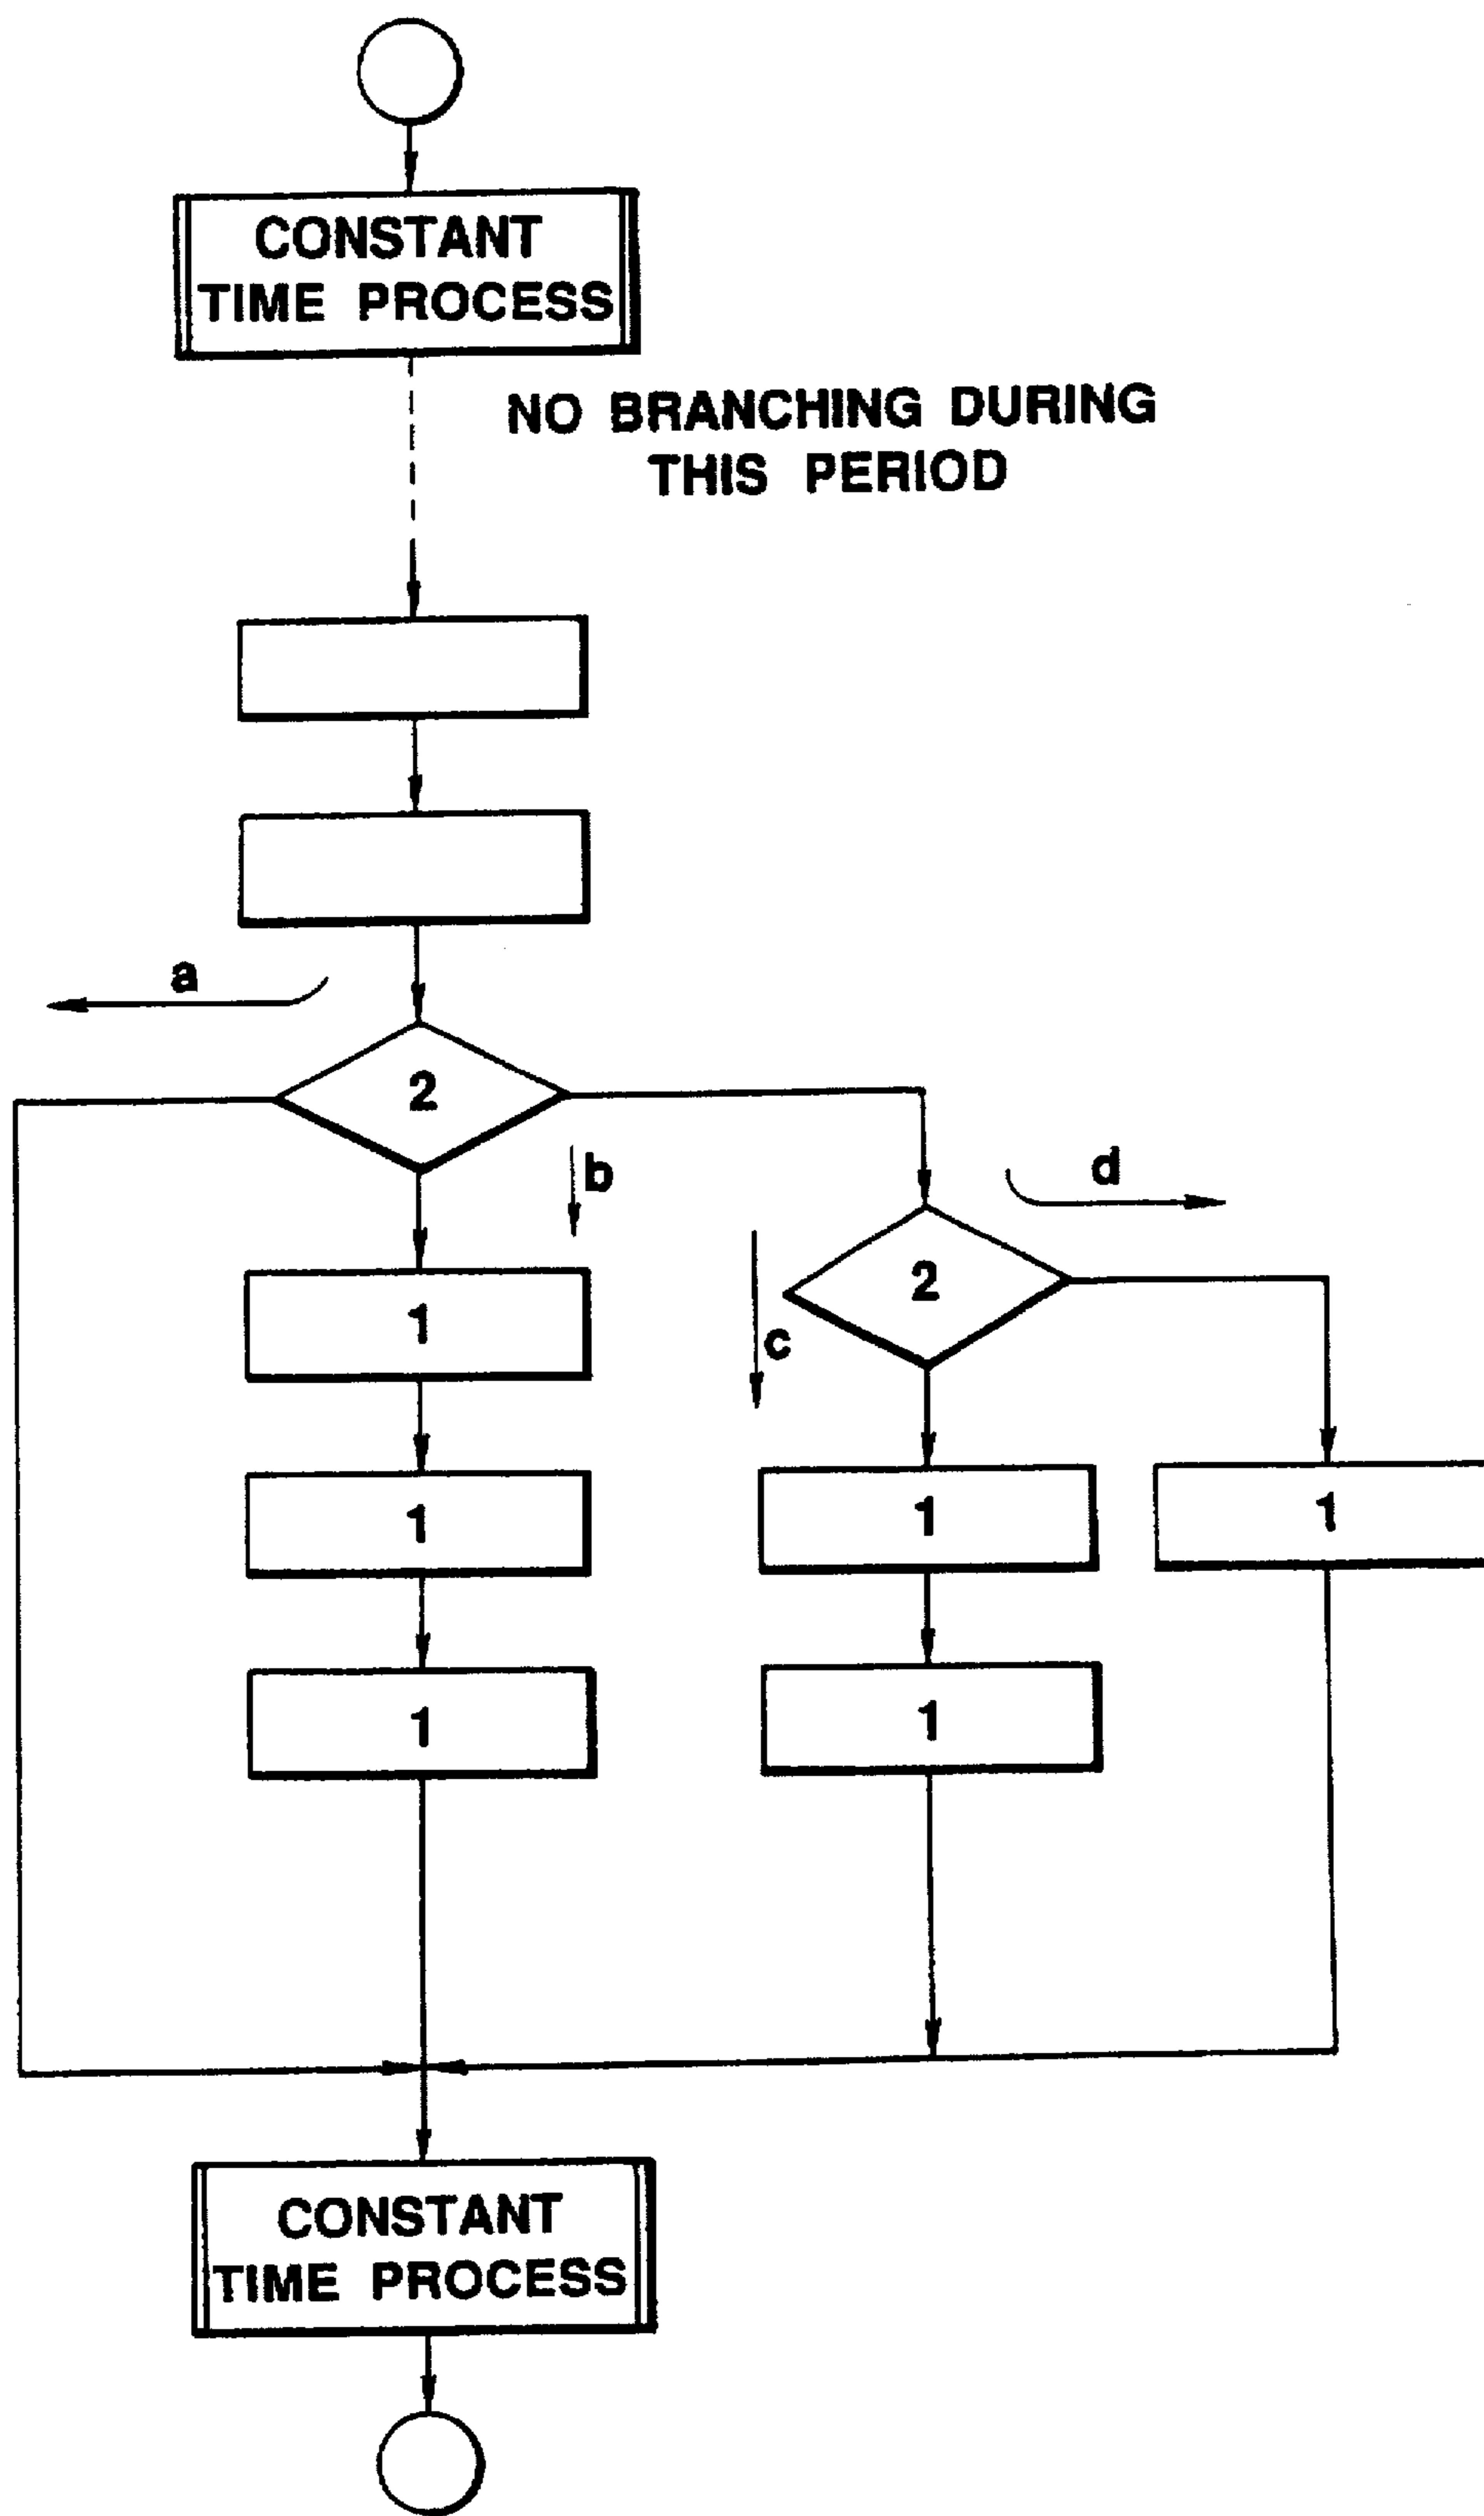 CONSTANT
TIME PROCESS
NO BRANCHING DURING
THIS PERIOD
a
2
b
d
2
c
1
1
1
1
1
1
CONSTANT
TIME PROCESS